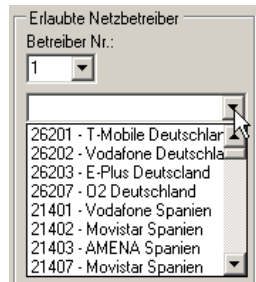 Erlaubte Netzbetreiber
Betreiber Nr.:
1
26201 - T-Mobile Deutschlar
26202 - Vodafone Deutschla
26203 - E-Plus Deutscland
26207 - O2 Deutschland
21401 - Vodafone Spanien
21402 - Movistar Spanien
21403 - AMENA Spanien
21407 - Movistar Spanien